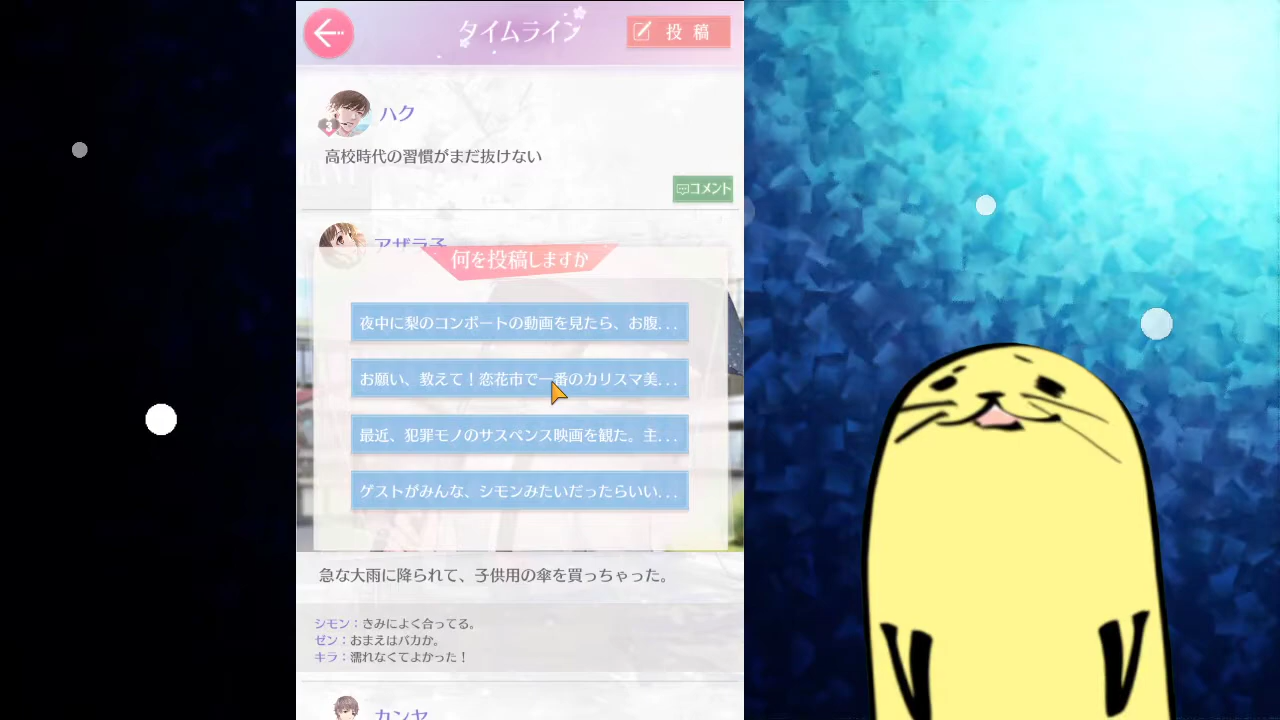 タイムライン
投稿
ハク
3
高校時代の習慣がまだ抜けない
コメント
アザラ子
何を投稿しますか
夜中に梨のコンポートの動画を見たら、お腹...
お願い、教えて！恋花市で一番のカリスマ美...
最近、犯罪モノのサスペンス映画を観た。主...
ゲストがみんな、シモンみたいだったらいい...
急な大雨に降られて、子供用の傘を買っちゃった。
シモン：きみによく合ってる。
ゼン：おまえはバカか。
キラ：濡れなくてよかった！
カンヤ